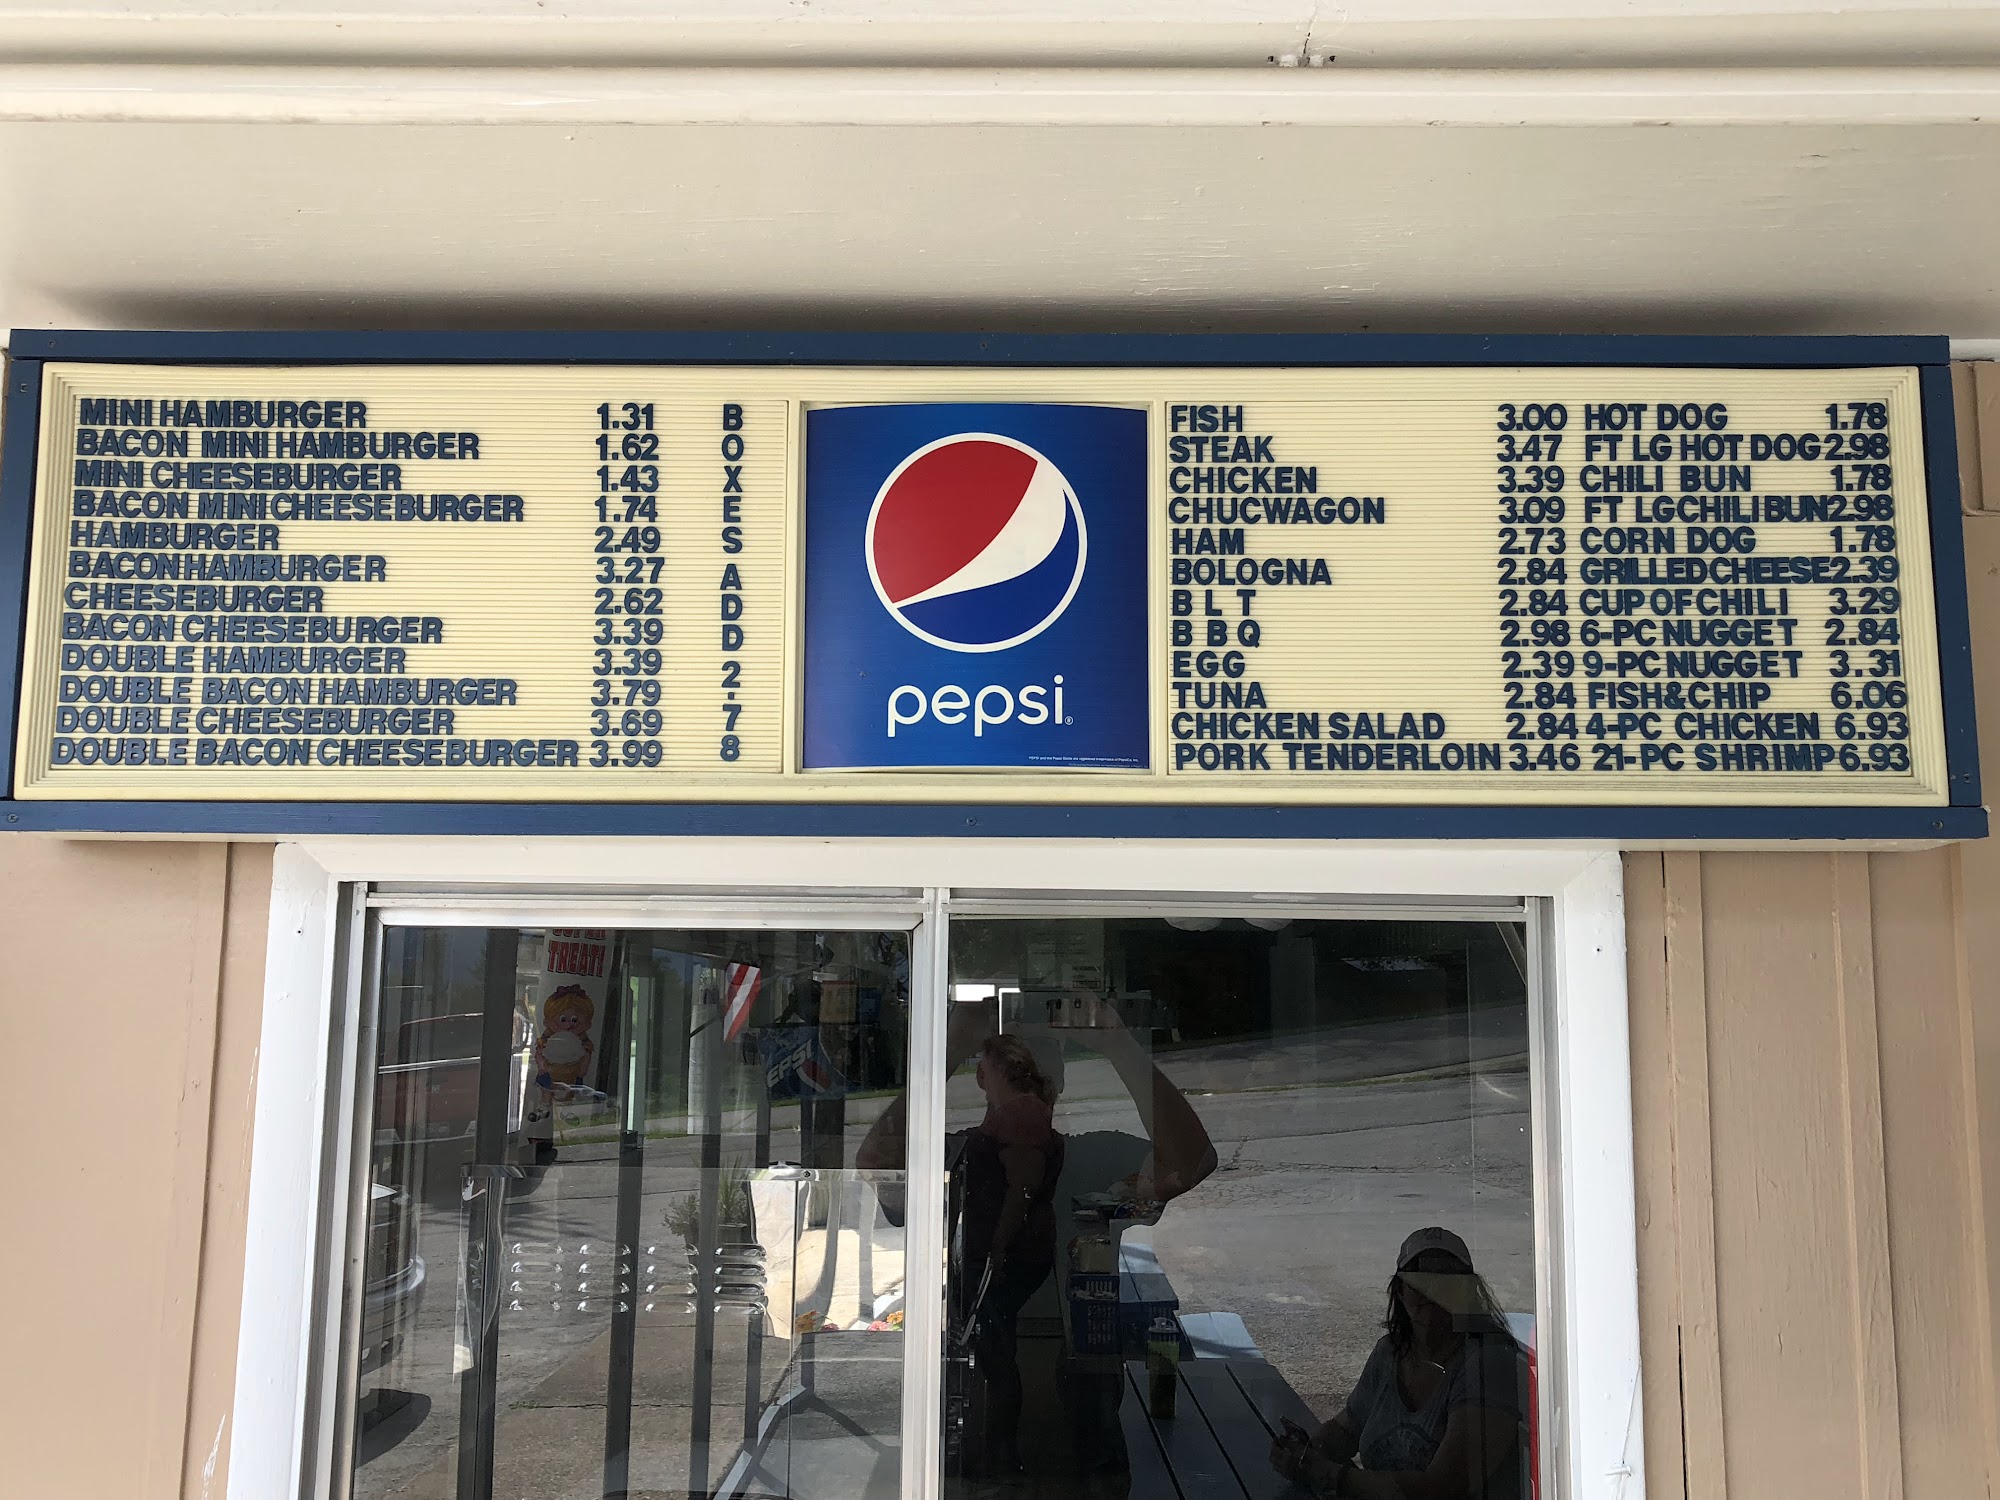 MINI HAMBURGER 1.31
BACON MINI HAMBURGER 1.62
MINI CHEESEBURGER 1.43
BACON MINI CHEESEBURGER 1.74
HAMBURGER 2.49
BACON HAMBURGER 3.27
CHEESEBURGER 2.62
BACON CHEESEBURGER 3.39
DOUBLE HAMBURGER 3.39
DOUBLE BACON HAMBURGER 3.79
DOUBLE CHEESEBURGER 3.69
DOUBLE BACON CHEESEBURGER 3.99
BOXES ADD 2.78
pepsi®
FISH 3.00 HOT DOG 1.78
STEAK 3.47 FT LG HOT DOG 2.98
CHICKEN 3.39 CHILI BUN 1.78
CHUCWAGON 3.09 FT LG CHILI BUN 2.98
HAM 2.73 CORN DOG 1.78
BOLOGNA 2.84 GRILLED CHEESE 2.39
B L T 2.84 CUP OF CHILI 3.29
B B Q 2.98 6-PC NUGGET 2.84
EGG 2.39 9-PC NUGGET 3.31
TUNA 2.84 FISH&CHIP 6.06
CHICKEN SALAD 2.84 4-PC CHICKEN 6.93
PORK TENDERLOIN 3.46 21-PC SHRIMP 6.93
TREAT!